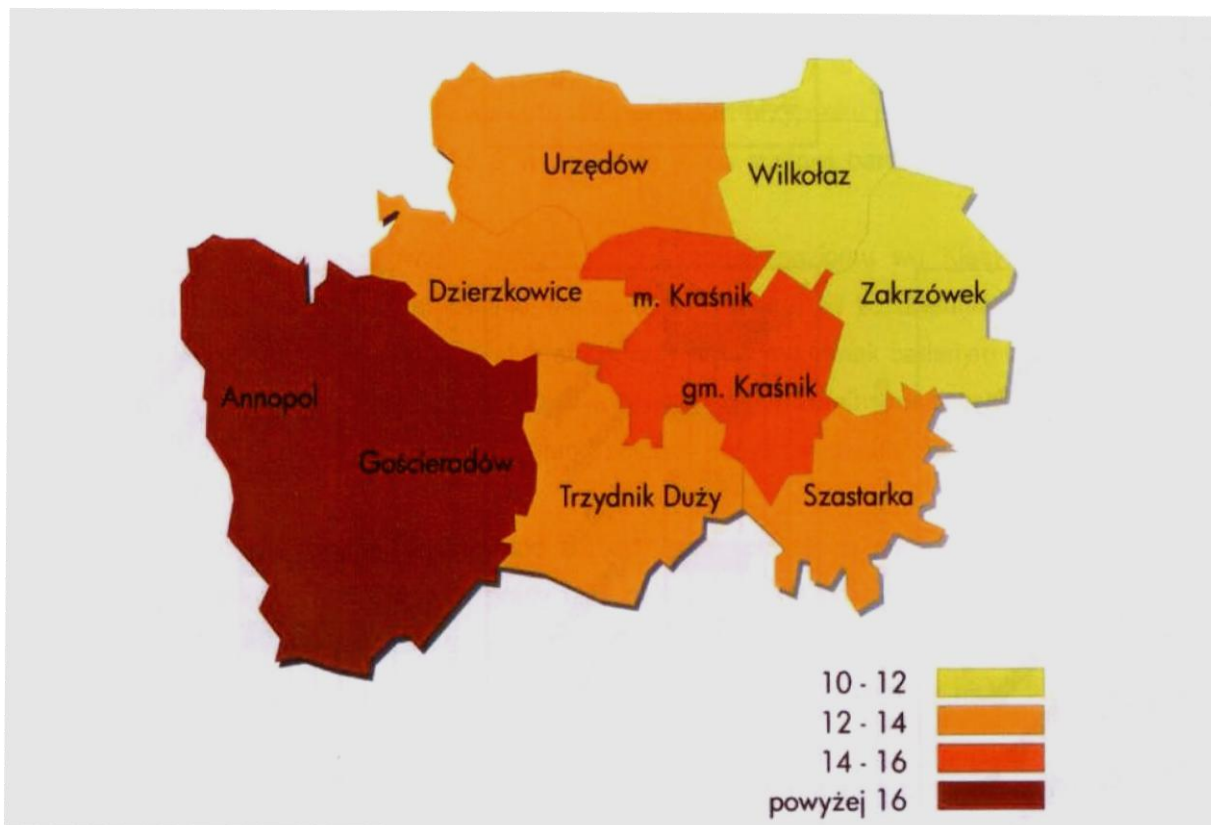 Urzędów
Wilkołaz
Dzierzkowice
m. Kraśnik
Zakrzówek
Annopol
gm. Kraśnik
Gościeradów
Trzydnik Duży
Szastarka
10 - 12
12 - 14
14 - 16
powyżej 16